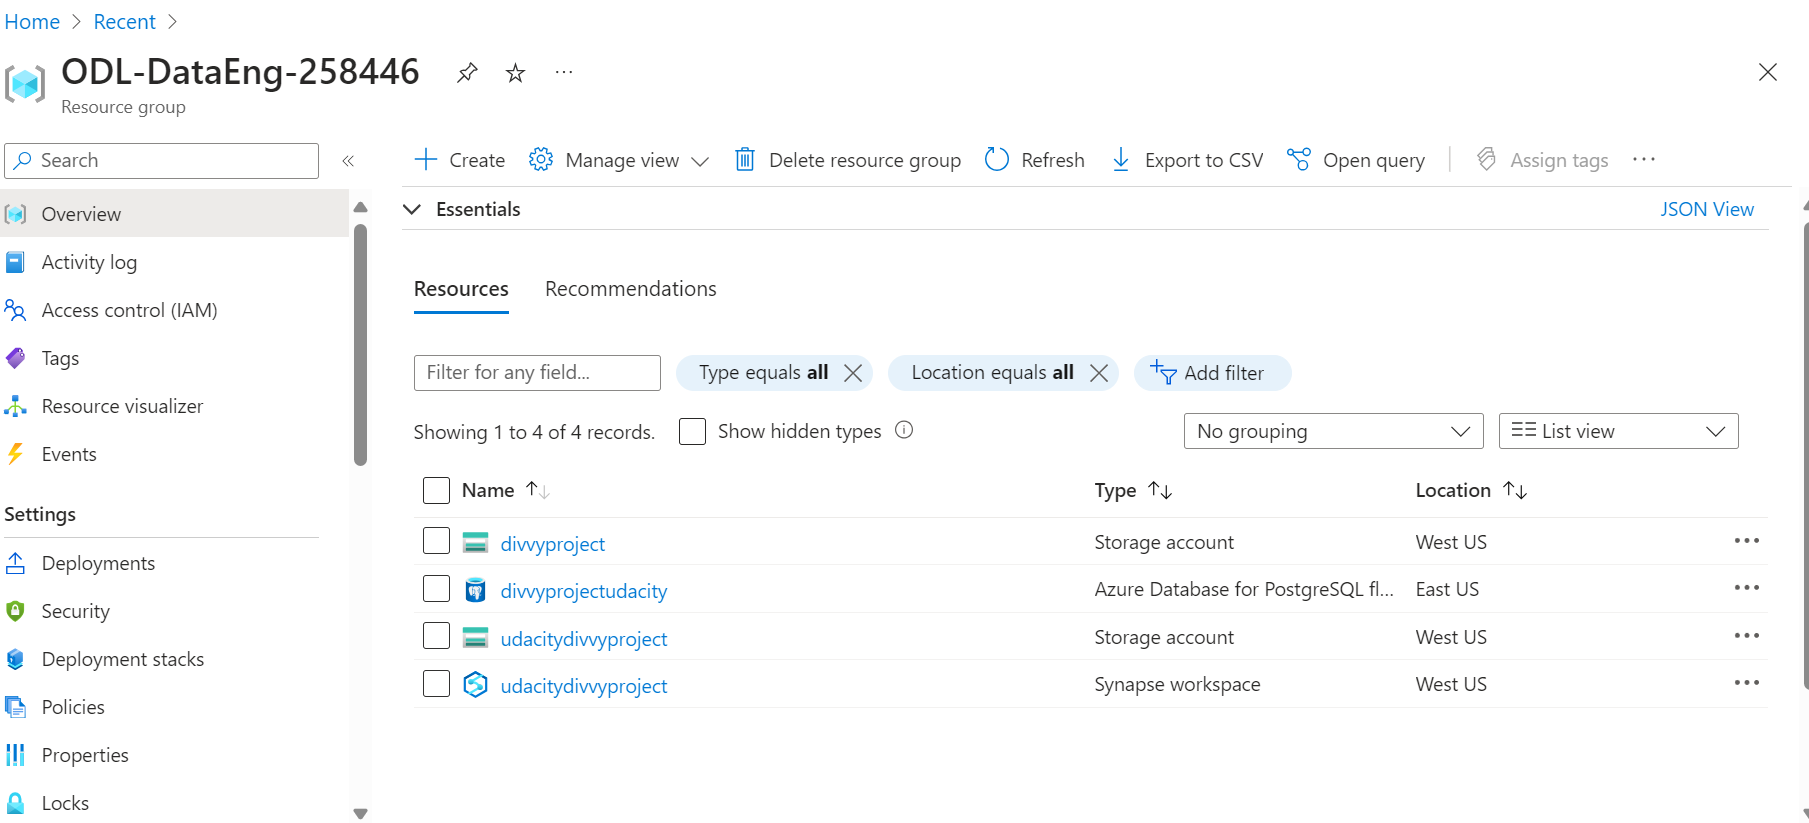 Home > Recent >
ODL-DataEng-258446
Resource group
Search
Overview
Activity log
Access control (IAM)
Tags
Resource visualizer
Events
Settings
Deployments
Security
Deployment stacks
Policies
Properties
Locks
Create Manage view Delete resource group Refresh Export to CSV Open query Assign tags
Essentials JSON View
Resources Recommendations
Filter for any field... Type equals all Location equals all Add filter
Showing 1 to 4 of 4 records. Show hidden types No grouping List view
Name Type Location
divvyproject Storage account West US
divvyprojectudacity Azure Database for PostgreSQL fl... East US
udacitydivvyproject Storage account West US
udacitydivvyproject Synapse workspace West US